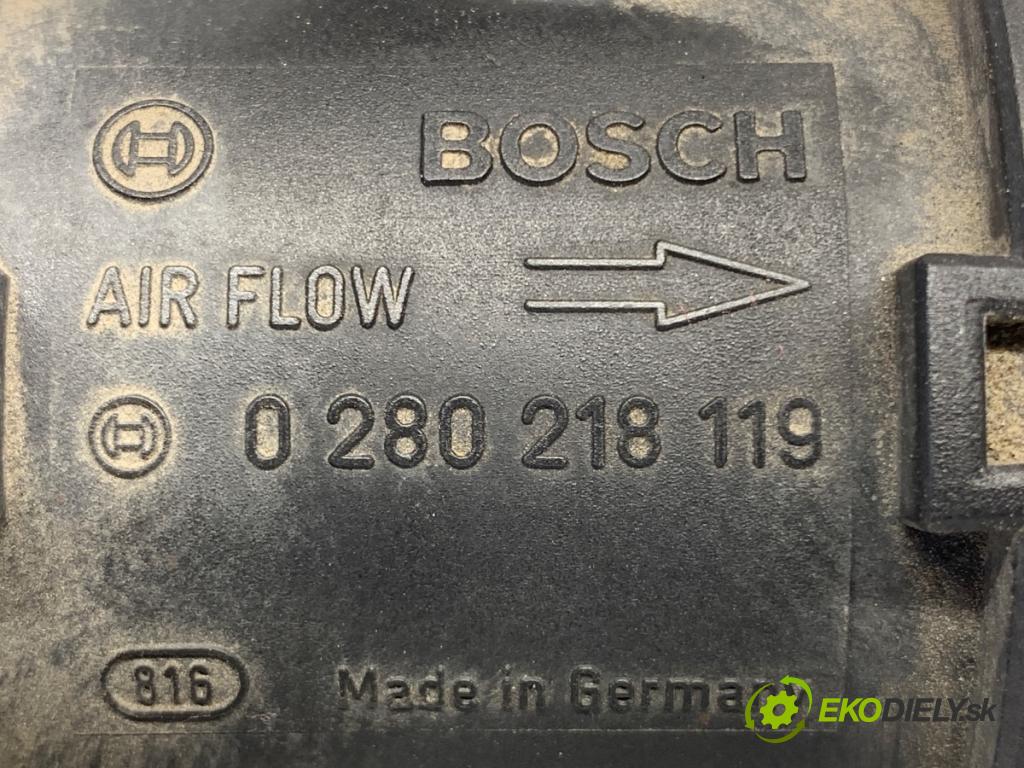 BOSCH
AIR FLOW
0 280 218 119
816
Made in Germany
EKODIELY.sk